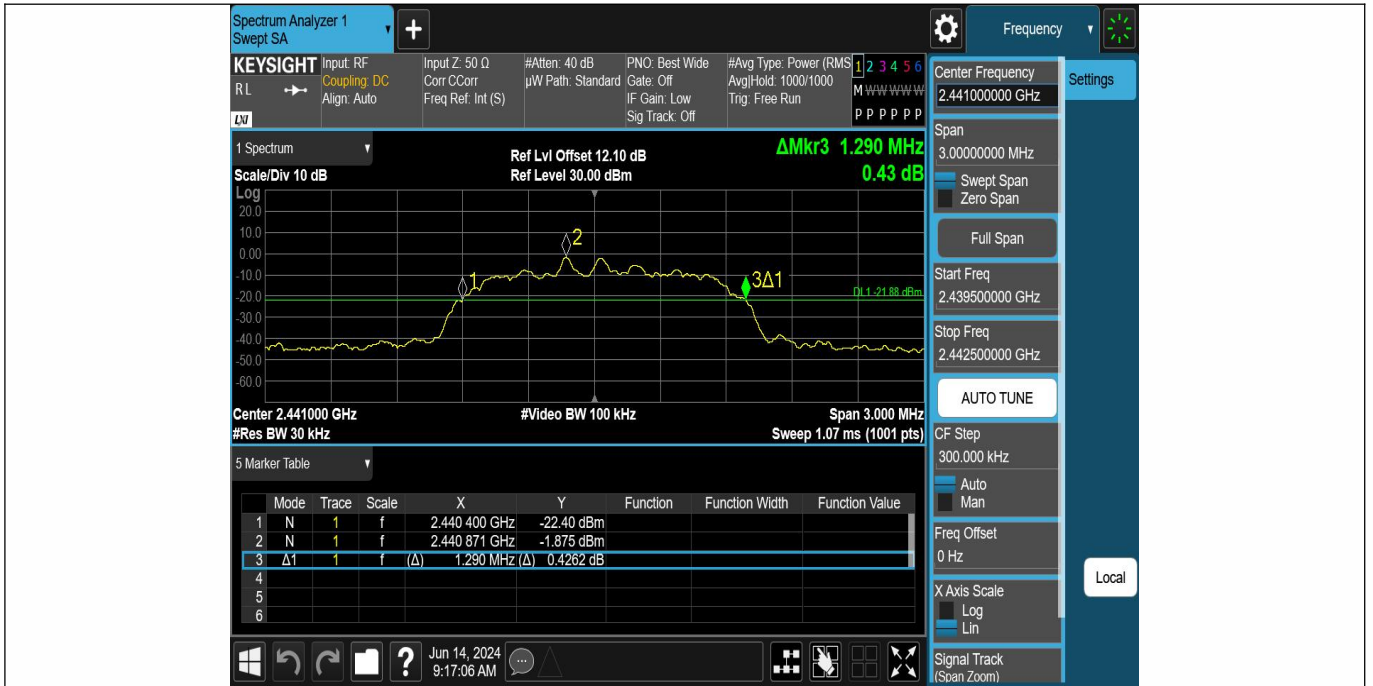 Spectrum Analyzer 1
Swept SA
+
Frequency
KEYSIGHT
RL
LXI
Input: RF
Coupling: DC
Align: Auto
Input Z: 50 Ω
Corr CCorr
Freq Ref: Int (S)
#Atten: 40 dB
µW Path: Standard
PNO: Best Wide
Gate: Off
IF Gain: Low
Sig Track: Off
#Avg Type: Power (RMS
Avg|Hold: 1000/1000
Trig: Free Run
1 2 3 4 5 6
M W W W W W
P P P P P P
Center Frequency
2.441000000 GHz
Settings
Span
3.00000000 MHz
Swept Span
Zero Span
Full Span
Start Freq
2.439500000 GHz
Stop Freq
2.442500000 GHz
AUTO TUNE
CF Step
300.000 kHz
Auto
Man
Freq Offset
0 Hz
X Axis Scale
Log
Lin
Signal Track
(Span Zoom)
Local
1 Spectrum
Scale/Div 10 dB
Ref Lvl Offset 12.10 dB
Ref Level 30.00 dBm
ΔMkr3 1.290 MHz
0.43 dB
Log
20.0
10.0
0.00
-10.0
-20.0
-30.0
-40.0
-50.0
-60.0
1
2
3Δ1
DL1 -21.88 dBm
Center 2.441000 GHz
#Res BW 30 kHz
#Video BW 100 kHz
Span 3.000 MHz
Sweep 1.07 ms (1001 pts)
5 Marker Table
Mode Trace Scale X Y Function Function Width Function Value
1 N 1 f 2.440 400 GHz -22.40 dBm
2 N 1 f 2.440 871 GHz -1.875 dBm
3 Δ1 1 f (Δ) 1.290 MHz (Δ) 0.4262 dB
4
5
6
?
Jun 14, 2024
9:17:06 AM